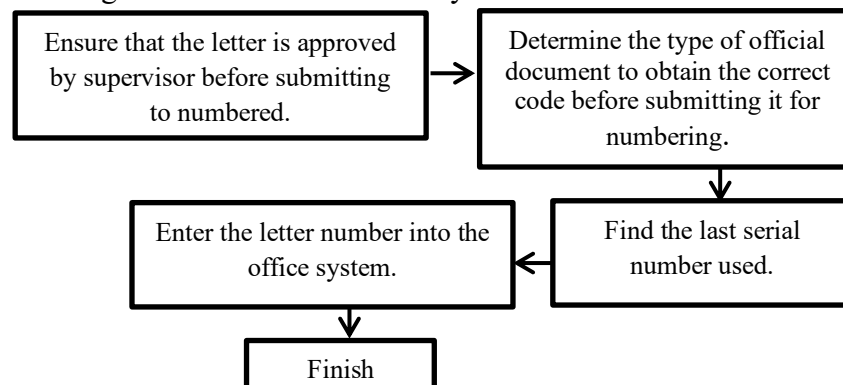 Ensure that the letter is approved
by supervisor before submitting
to numbered.
Determine the type of official
document to obtain the correct
code before submitting it for
numbering.
Find the last serial
number used.
Enter the letter number into the
office system.
Finish